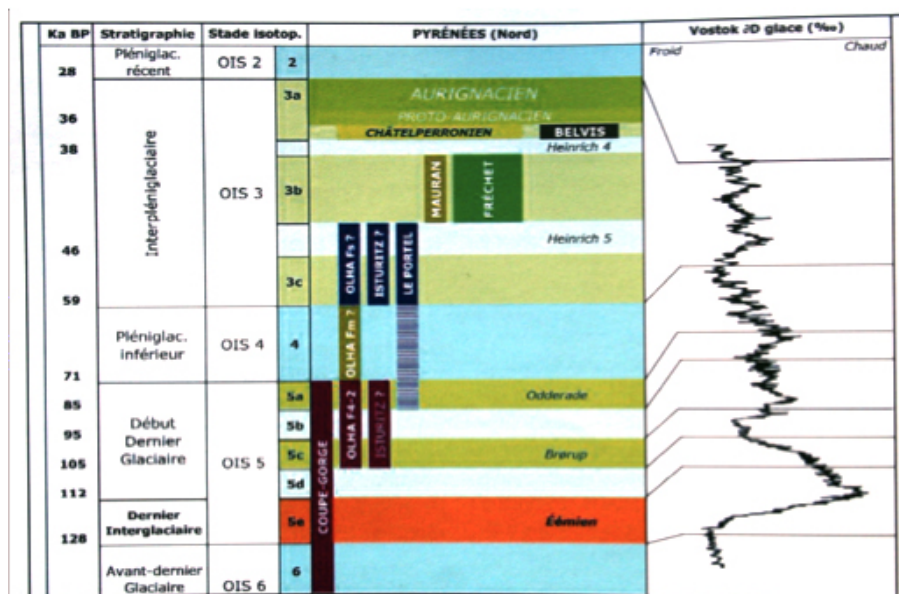 Ka BP Stratigraphie Stade Isotop. PYRÉNÉES (Nord) Vostok ∂D glace (‰)
Froid Chaud
Pléniglac.
récent
OIS 2
2
28
3a
AURIGNACIEN
36
PROTO-AURIGNACIEN
CHÂTELPERRONIEN
BELVIS
38
Heinrich 4
Interpléniglaciaire
OIS 3
3b
MAURAN
FRÉCHET
46
Heinrich 5
OLHA Fs ?
ISTURITZ ?
LE PORTEL
3c
59
Pléniglac.
inférieur
OIS 4
4
OLHA Fm ?
71
5a
Odderade
85
Début
Dernier
Glaciaire
5b
95
OLHA F4-2
ISTURITZ ?
OIS 5
5c
Brørup
105
5d
112
COUPE-GORGE
Dernier
Interglaciaire
5e
Éémien
128
Avant-dernier
Glaciaire
OIS 6
6